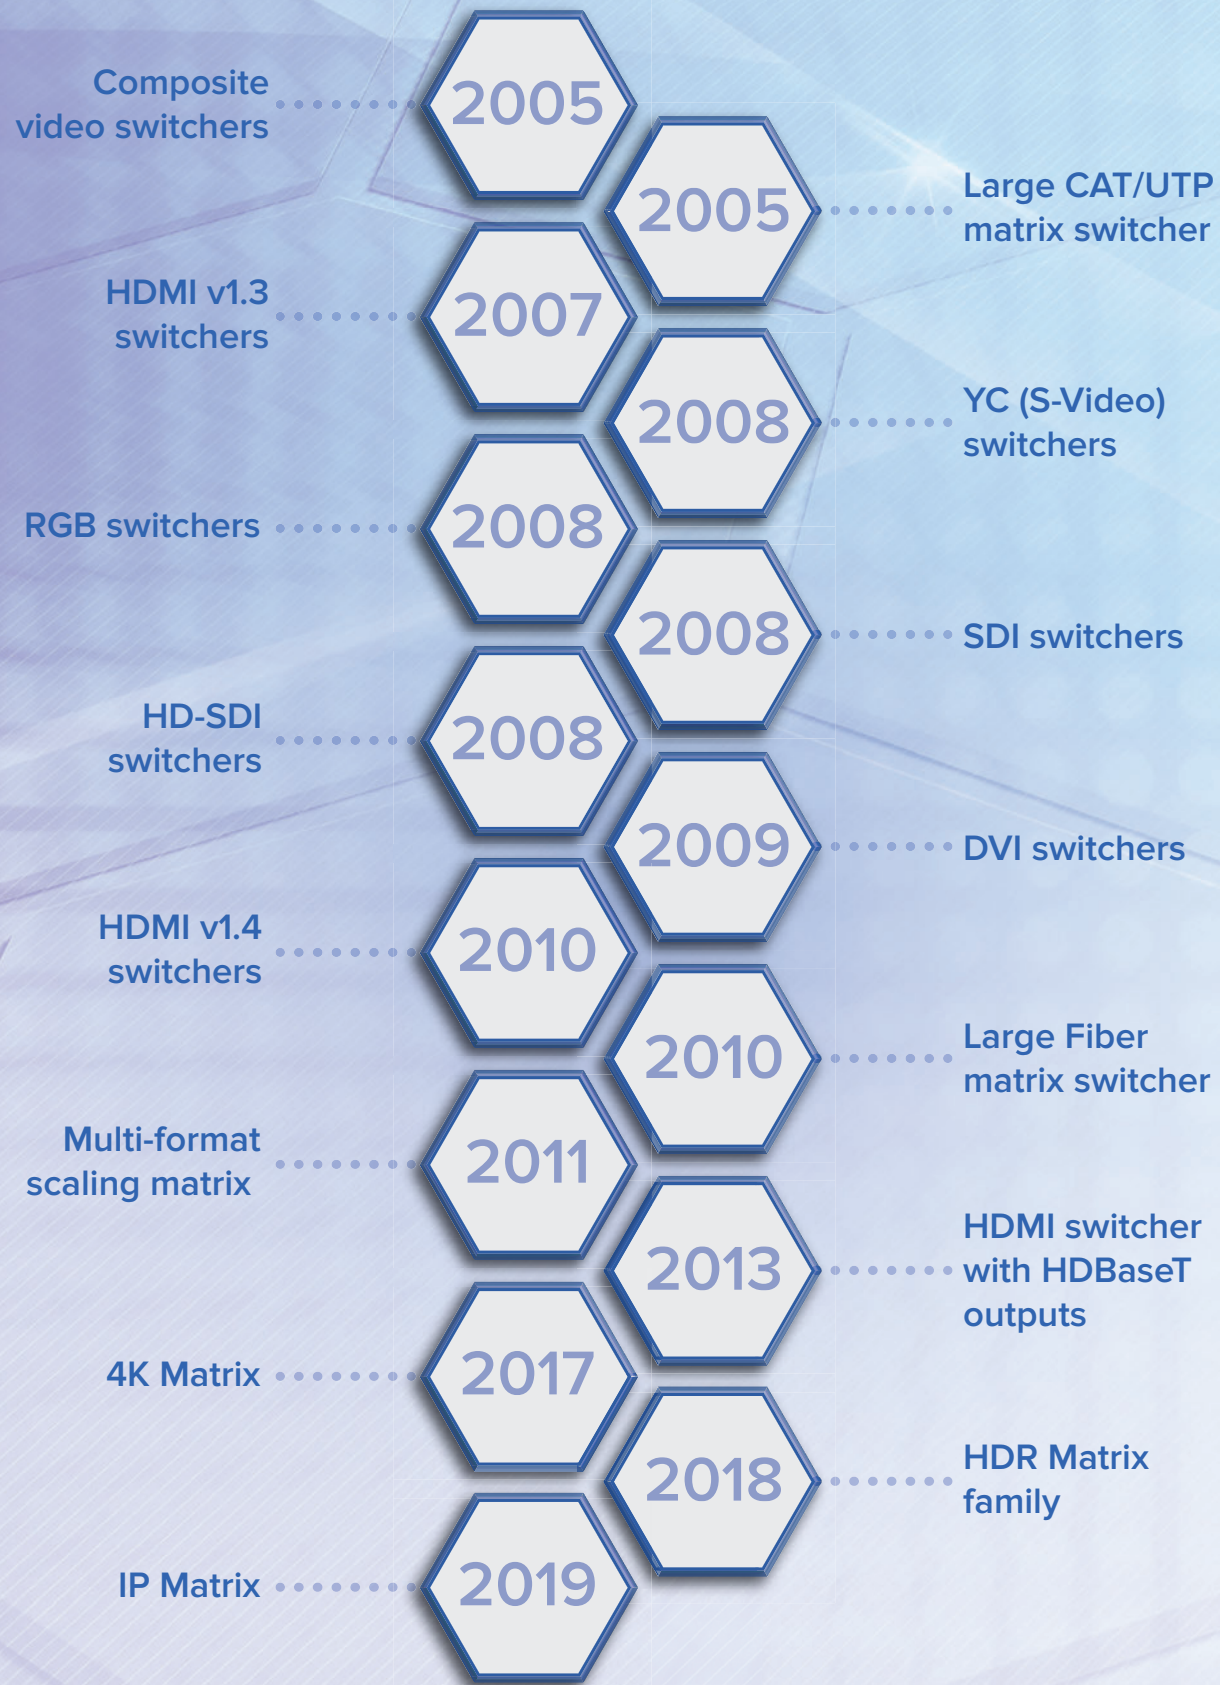 Composite
video switchers
2005
2005
Large CAT/UTP
matrix switcher
HDMI v1.3
switchers
2007
2008
YC (S-Video)
switchers
RGB switchers
2008
2008
SDI switchers
HD-SDI
switchers
2008
2009
DVI switchers
HDMI v1.4
switchers
2010
2010
Large Fiber
matrix switcher
Multi-format
scaling matrix
2011
2013
HDMI switcher
with HDBaseT
outputs
4K Matrix
2017
2018
HDR Matrix
family
IP Matrix
2019